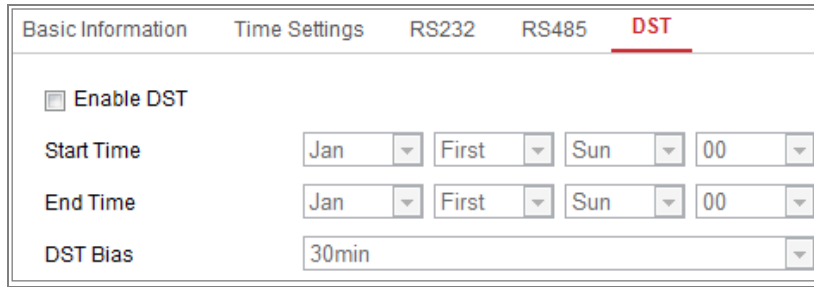 Basic Information Time Settings RS232 RS485 DST
Enable DST
Start Time Jan First Sun 00
End Time Jan First Sun 00
DST Bias 30min